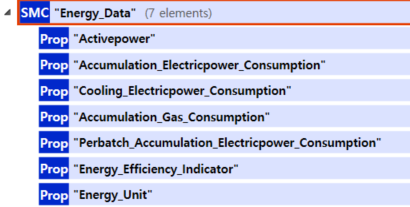 SMC "Energy_Data" (7 elements)
Prop "Activepower"
Prop "Accumulation_Electricpower_Consumption"
Prop "Cooling_Electricpower_Consumption"
Prop "Accumulation_Gas_Consumption"
Prop "Perbatch_Accumulation_Electricpower_Consumption"
Prop "Energy_Efficiency_Indicator"
Prop "Energy_Unit"